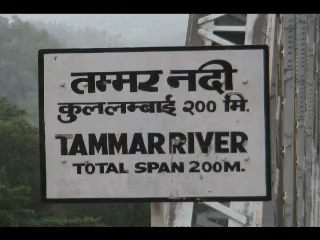 तम्मर नदी
कुललम्बाई २०० मि.
TAMMAR RIVER
TOTAL SPAN 200M.